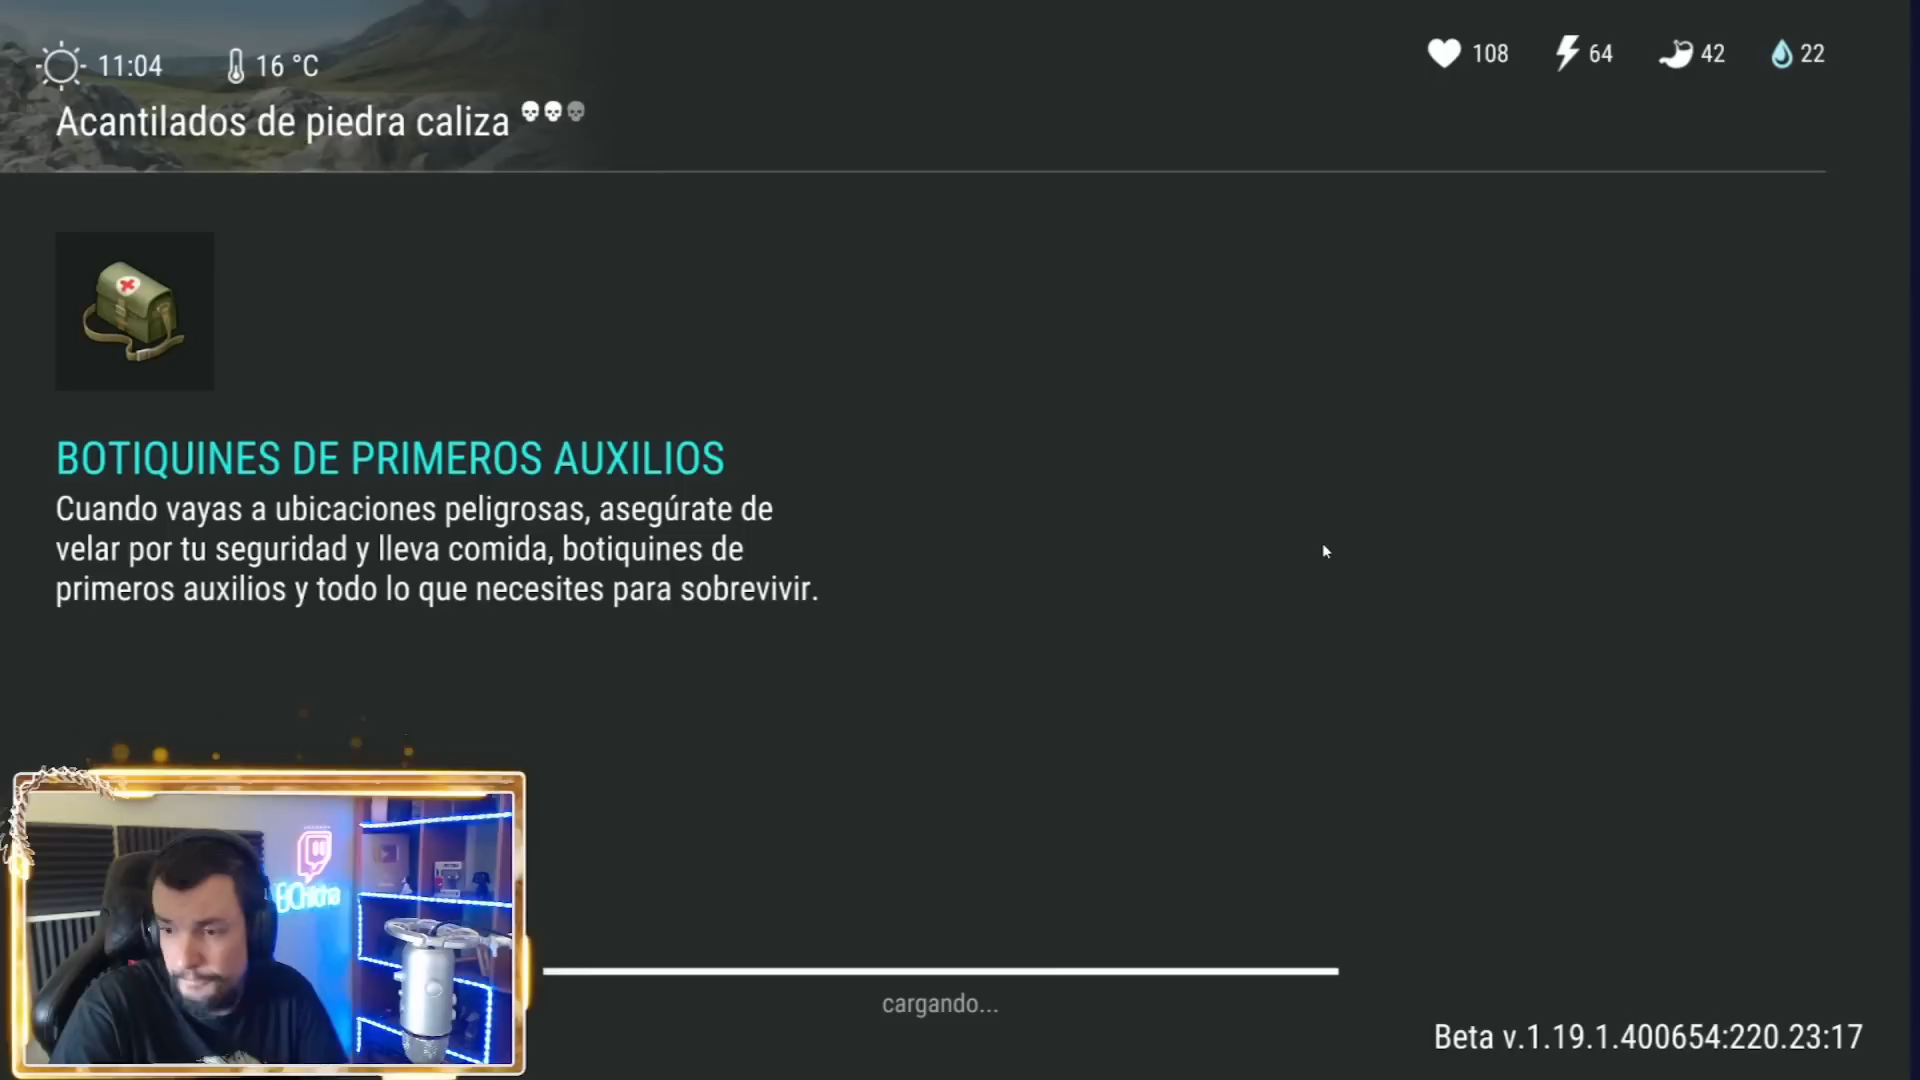 11:04
16 °C
108
64
42
22
Acantilados de piedra caliza
BOTIQUINES DE PRIMEROS AUXILIOS
Cuando vayas a ubicaciones peligrosas, asegúrate de
velar por tu seguridad y lleva comida, botiquines de
primeros auxilios y todo lo que necesites para sobrevivir.
ElChicha
cargando...
Beta v.1.19.1.400654:220.23:17